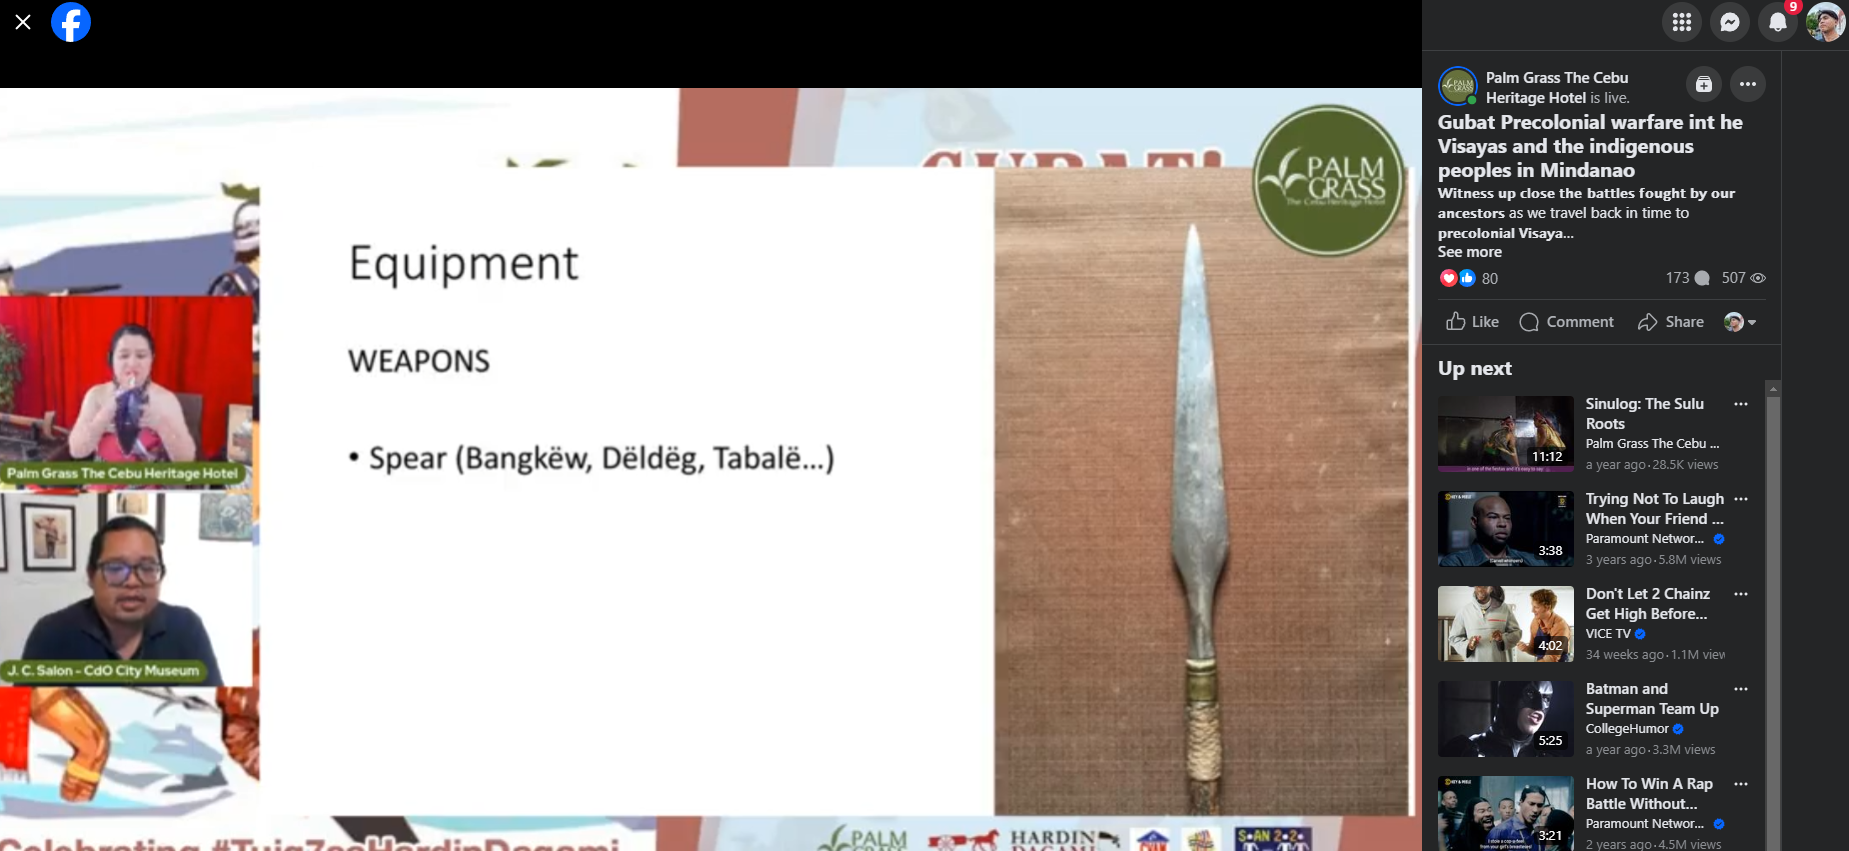 GUBAT!
PALM
GRASS
The Cebu Heritage Hotel
Equipment
WEAPONS
• Spear (Bangkëw, Dëldëg, Tabalë...)
Palm Grass The Cebu Heritage Hotel
J. C. Salon - CdO City Museum
Celebrating #TuigZsaHardinDagami
PALM
HARDIN
9
Palm Grass The Cebu
Heritage Hotel is live.
Gubat Precolonial warfare int he
Visayas and the indigenous
peoples in Mindanao
Witness up close the battles fought by our
ancestors as we travel back in time to
precolonial Visaya...
See more
80
173
507
Like
Comment
Share
Up next
Sinulog: The Sulu
Roots
Palm Grass The Cebu ...
a year ago·28.5K views
11:12
Trying Not To Laugh
When Your Friend ...
Paramount Networ...
3 years ago·5.8M views
3:38
Don't Let 2 Chainz
Get High Before...
VICE TV
34 weeks ago·1.1M view
4:02
Batman and
Superman Team Up
CollegeHumor
a year ago·3.3M views
5:25
How To Win A Rap
Battle Without...
Paramount Networ...
2 years ago·4.5M views
3:21